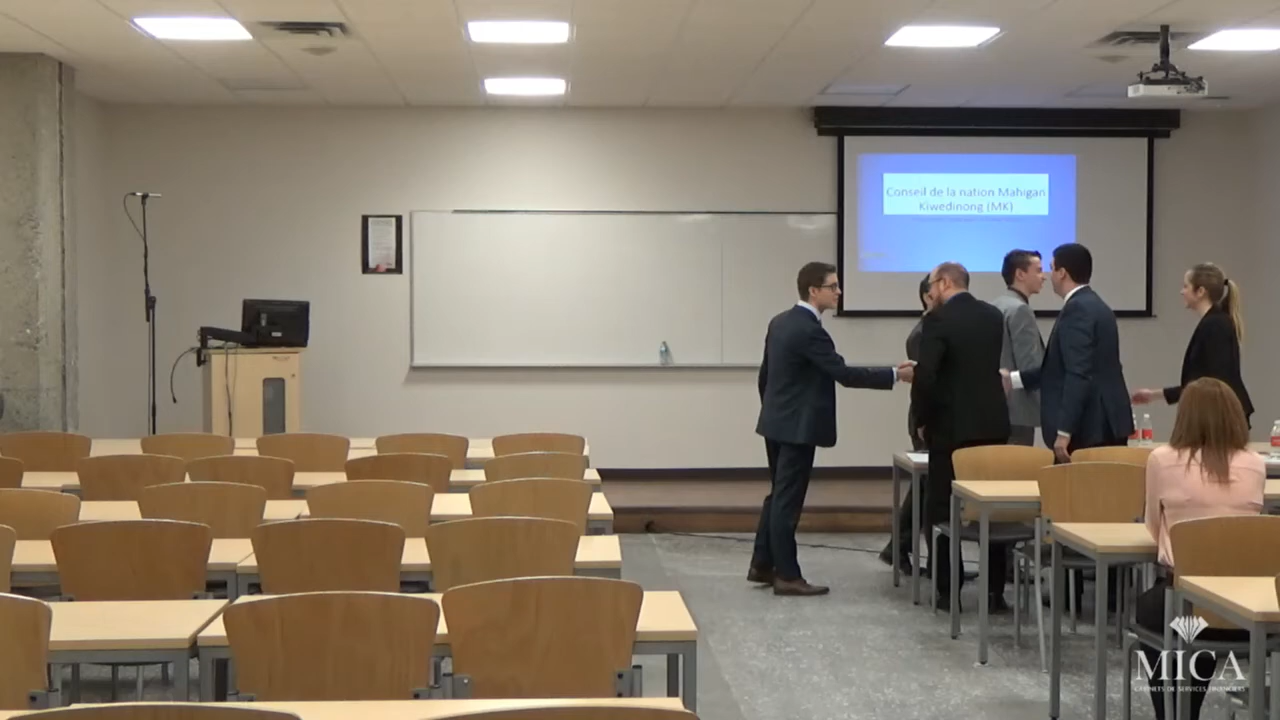 Conseil de la nation Mahigan
Kiwedinong (MK)
MICA
CABINETS DE SERVICES FINANCIERS